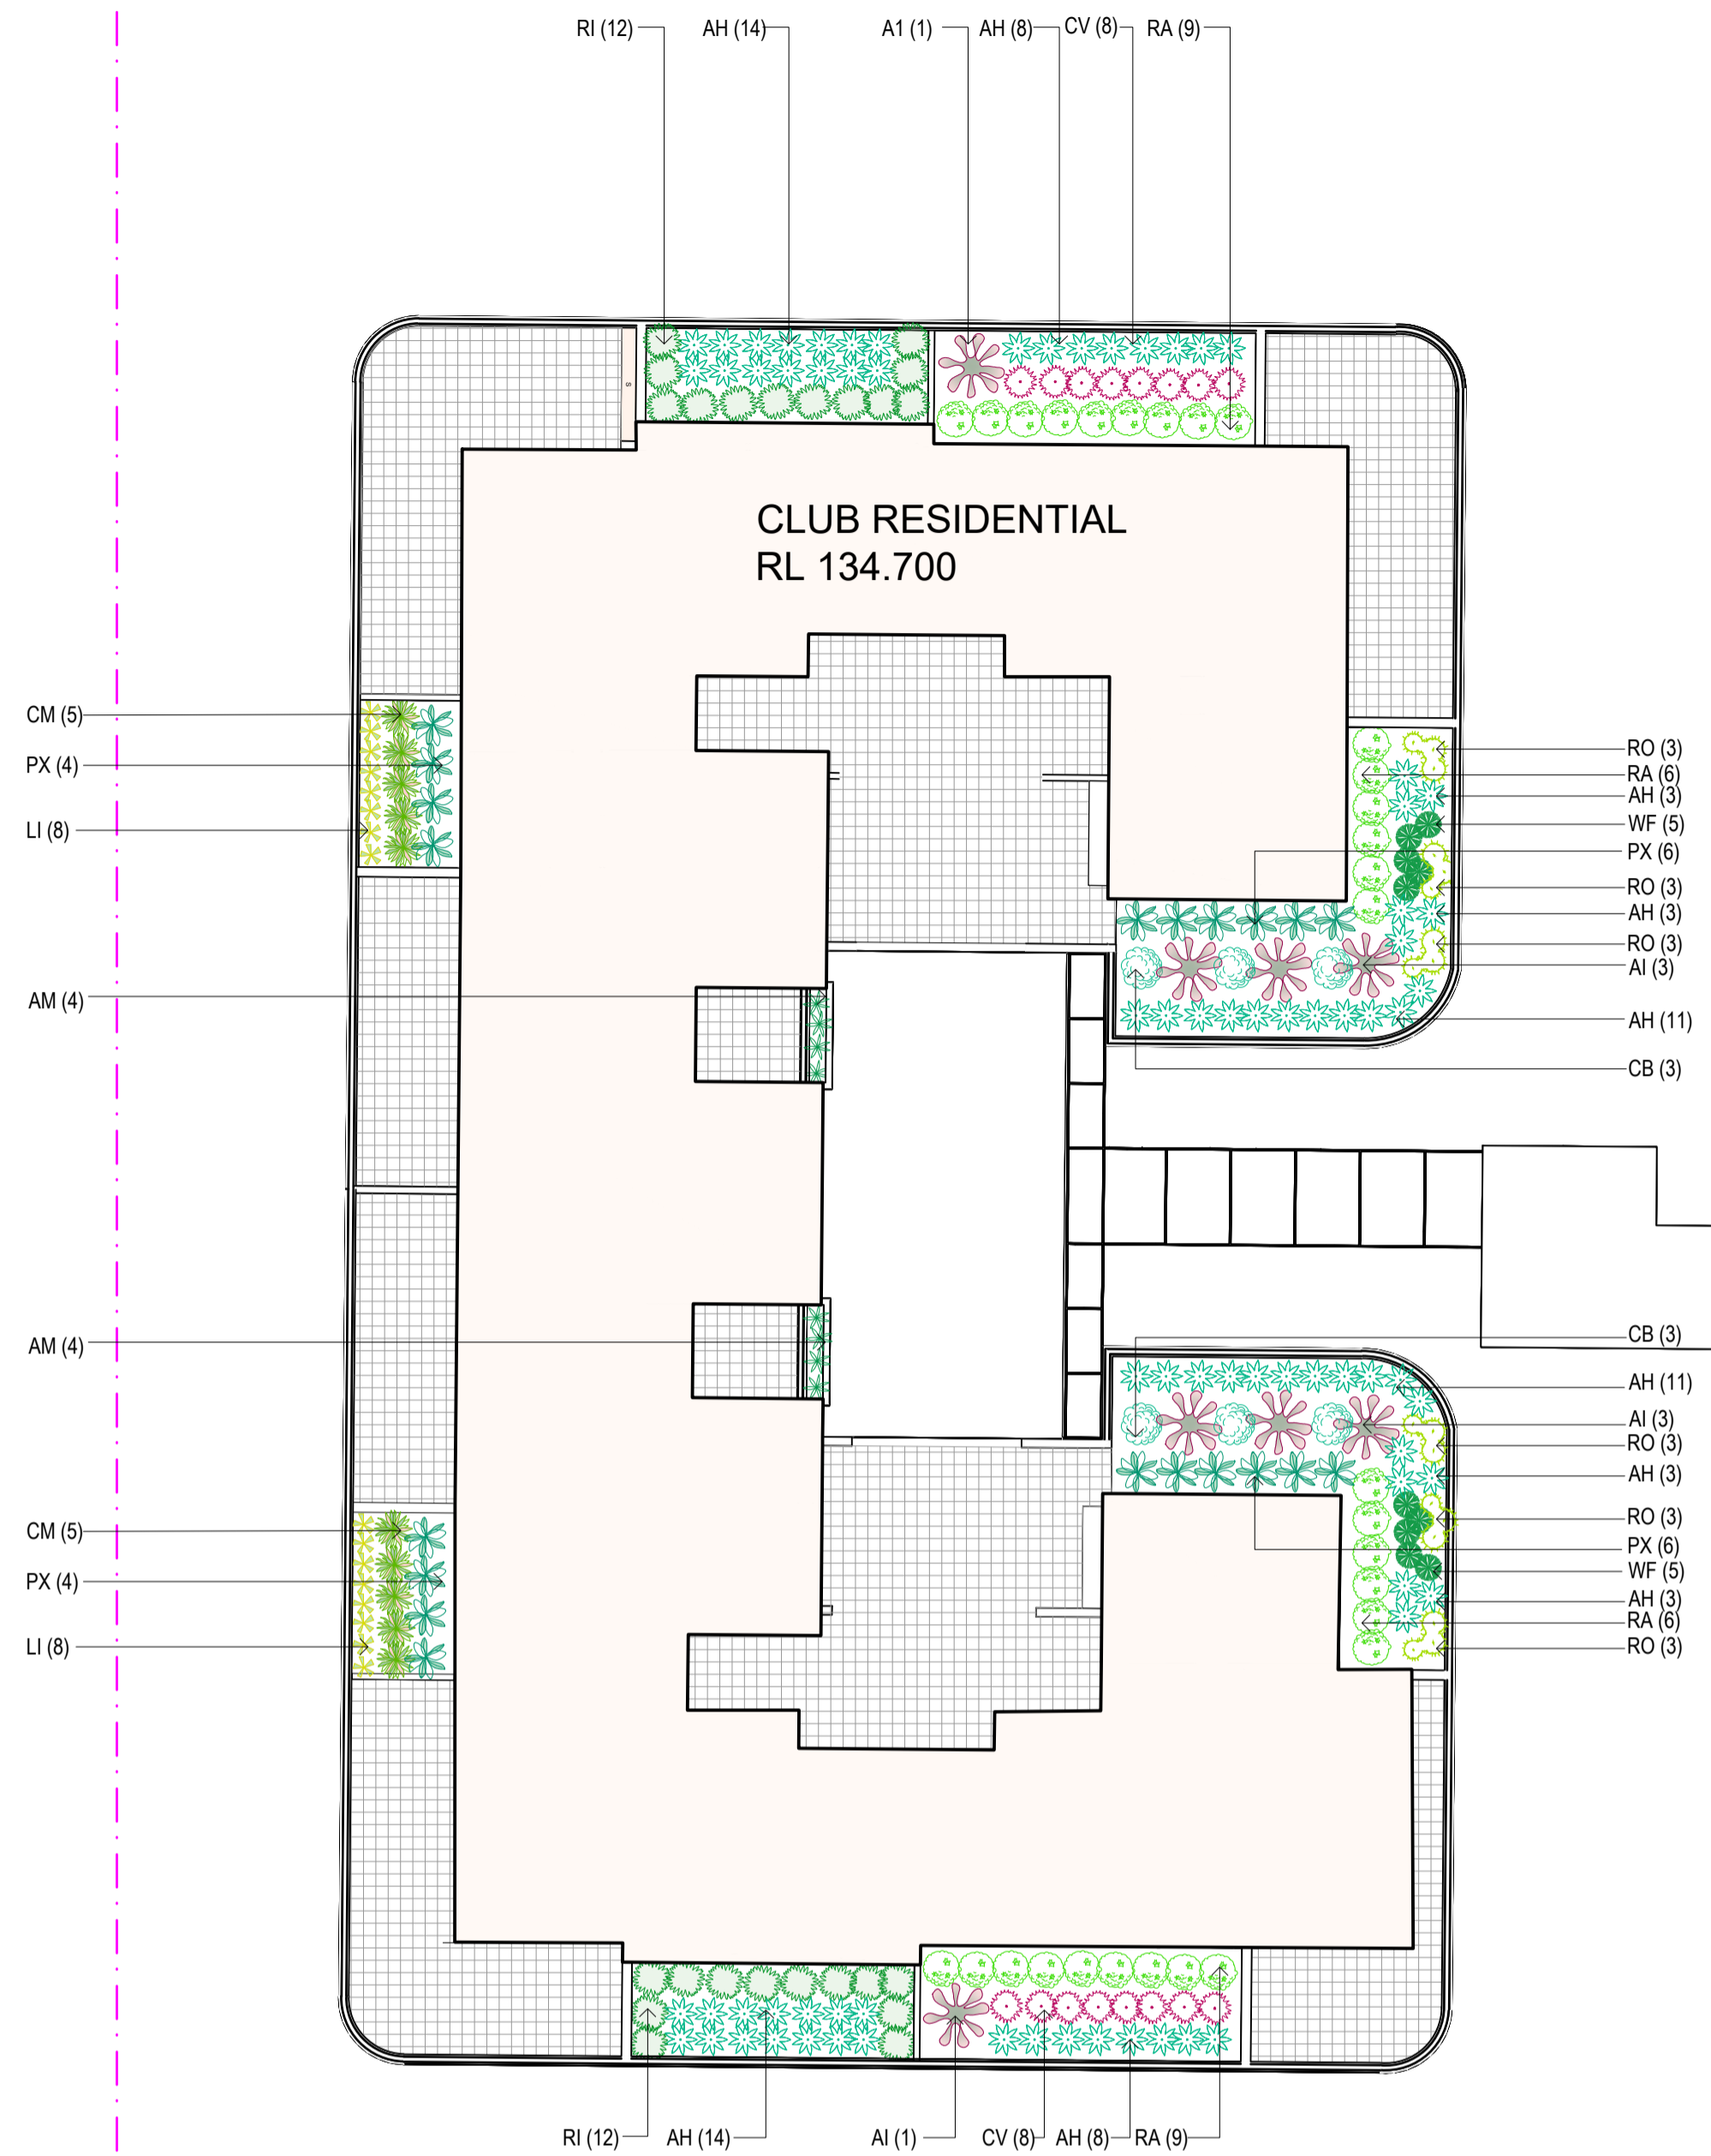 RI (12)
AH (14)
A1 (1)
AH (8)
CV (8)
RA (9)
S
CLUB RESIDENTIAL
RL 134.700
CM (5)
PX (4)
LI (8)
RO (3)
RA (6)
AH (3)
WF (5)
PX (6)
RO (3)
AH (3)
RO (3)
AI (3)
AH (11)
CB (3)
AM (4)
AM (4)
CB (3)
AH (11)
AI (3)
RO (3)
AH (3)
RO (3)
PX (6)
WF (5)
AH (3)
RA (6)
RO (3)
CM (5)
PX (4)
LI (8)
RI (12)
AH (14)
AI (1)
CV (8)
AH (8)
RA (9)